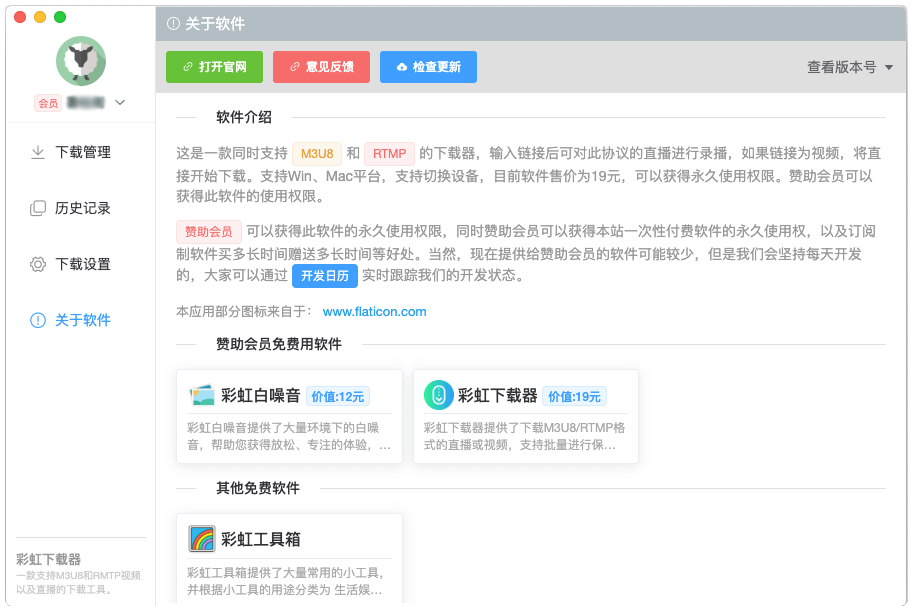 关于软件
会员
下载管理
历史记录
下载设置
关于软件
彩虹下载器
一款支持M3U8和RMTP视频
以及直播的下载工具。
打开官网 意见反馈 检查更新 查看版本号
软件介绍
这是一款同时支持 M3U8 和 RTMP 的下载器，输入链接后可对此协议的直播进行录播，如果链接为视频，将直
接开始下载。支持Win、Mac平台，支持切换设备，目前软件售价为19元，可以获得永久使用权限。赞助会员可以
获得此软件的使用权限。
赞助会员 可以获得此软件的永久使用权限，同时赞助会员可以获得本站一次性付费软件的永久使用权，以及订阅
制软件买多长时间赠送多长时间等好处。当然，现在提供给赞助会员的软件可能较少，但是我们会坚持每天开发
的，大家可以通过 开发日历 实时跟踪我们的开发状态。
本应用部分图标来自于： www.flaticon.com
赞助会员免费用软件
彩虹白噪音 价值:12元
彩虹白噪音提供了大量环境下的白噪
音，帮助您获得放松、专注的体验，...
彩虹下载器 价值:19元
彩虹下载器提供了下载M3U8/RTMP格
式的直播或视频，支持批量进行保...
其他免费软件
彩虹工具箱
彩虹工具箱提供了大量常用的小工具，
并根据小工具的用途分类为 生活娱...